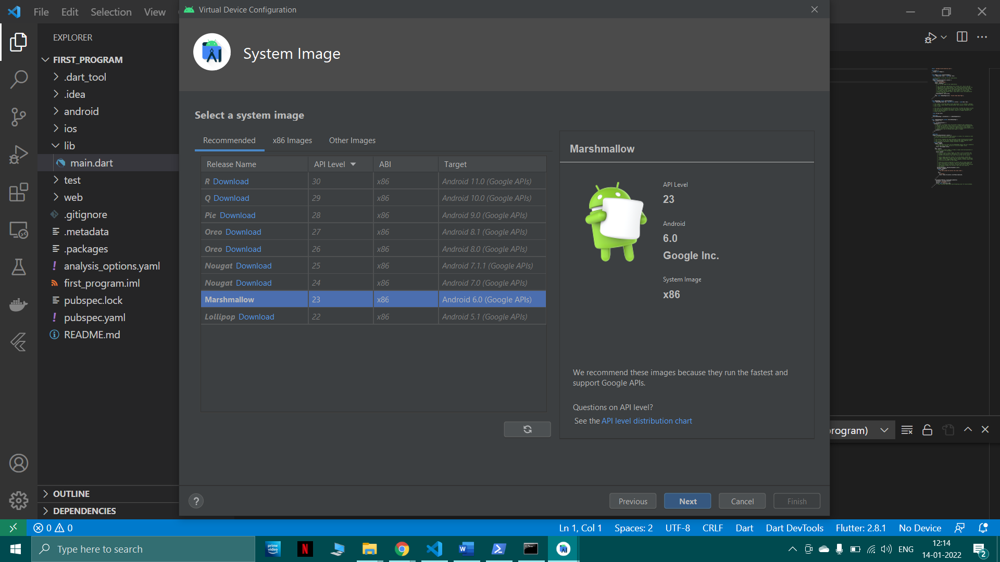 File Edit Selection View
EXPLORER
FIRST_PROGRAM
.dart_tool
.idea
android
ios
lib
main.dart
test
web
.gitignore
.metadata
.packages
analysis_options.yaml
first_program.iml
pubspec.lock
pubspec.yaml
README.md
OUTLINE
DEPENDENCIES
Virtual Device Configuration
System Image
Select a system image
Recommended x86 Images Other Images
Release Name API Level ABI Target
R Download 30 x86 Android 11.0 (Google APIs)
Q Download 29 x86 Android 10.0 (Google APIs)
Pie Download 28 x86 Android 9.0 (Google APIs)
Oreo Download 27 x86 Android 8.1 (Google APIs)
Oreo Download 26 x86 Android 8.0 (Google APIs)
Nougat Download 25 x86 Android 7.1.1 (Google APIs)
Nougat Download 24 x86 Android 7.0 (Google APIs)
Marshmallow 23 x86 Android 6.0 (Google APIs)
Lollipop Download 22 x86 Android 5.1 (Google APIs)
Marshmallow
API Level
23
Android
6.0
Google Inc.
System Image
x86
We recommend these images because they run the fastest and
support Google APIs.
Questions on API level?
See the API level distribution chart
? Previous Next Cancel Finish
rogram)
0 0 Ln 1, Col 1 Spaces: 2 UTF-8 CRLF Dart Dart DevTools Flutter: 2.8.1 No Device
Type here to search
prime video
N
W
ENG
12:14
14-01-2022
2